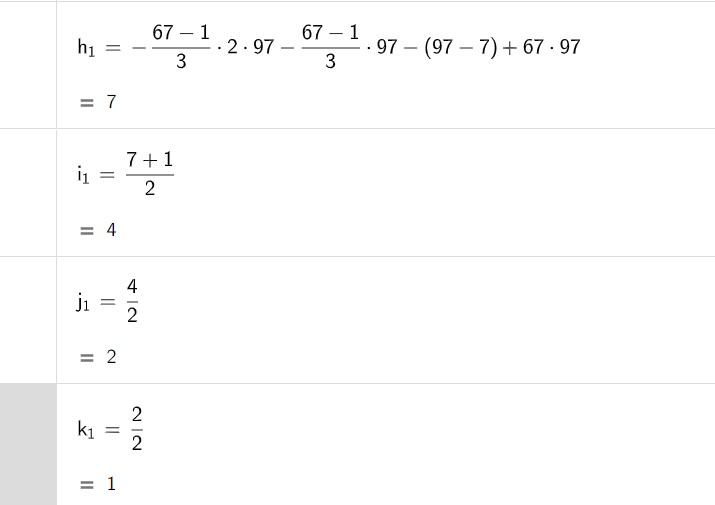 h₁ = − (67 − 1)/3 · 2 · 97 − (67 − 1)/3 · 97 − (97 − 7) + 67 · 97
= 7
i₁ = (7 + 1)/2
= 4
j₁ = 4/2
= 2
k₁ = 2/2
= 1